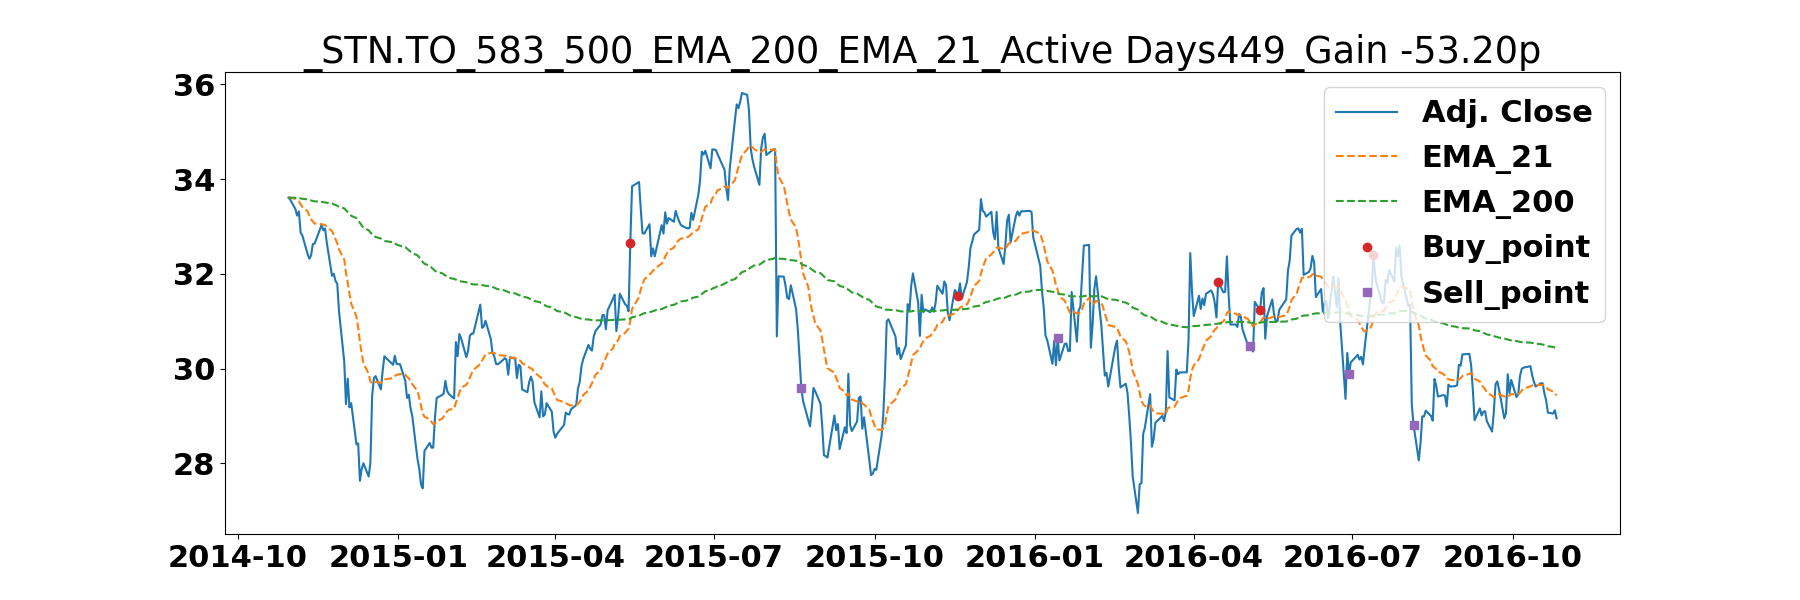 _STN.TO_583_500_EMA_200_EMA_21_Active Days449_Gain -53.20p
36
34
32
30
28
Adj. Close
EMA_21
EMA_200
Buy_point
Sell_point
2014-10 2015-01 2015-04 2015-07 2015-10 2016-01 2016-04 2016-07 2016-10